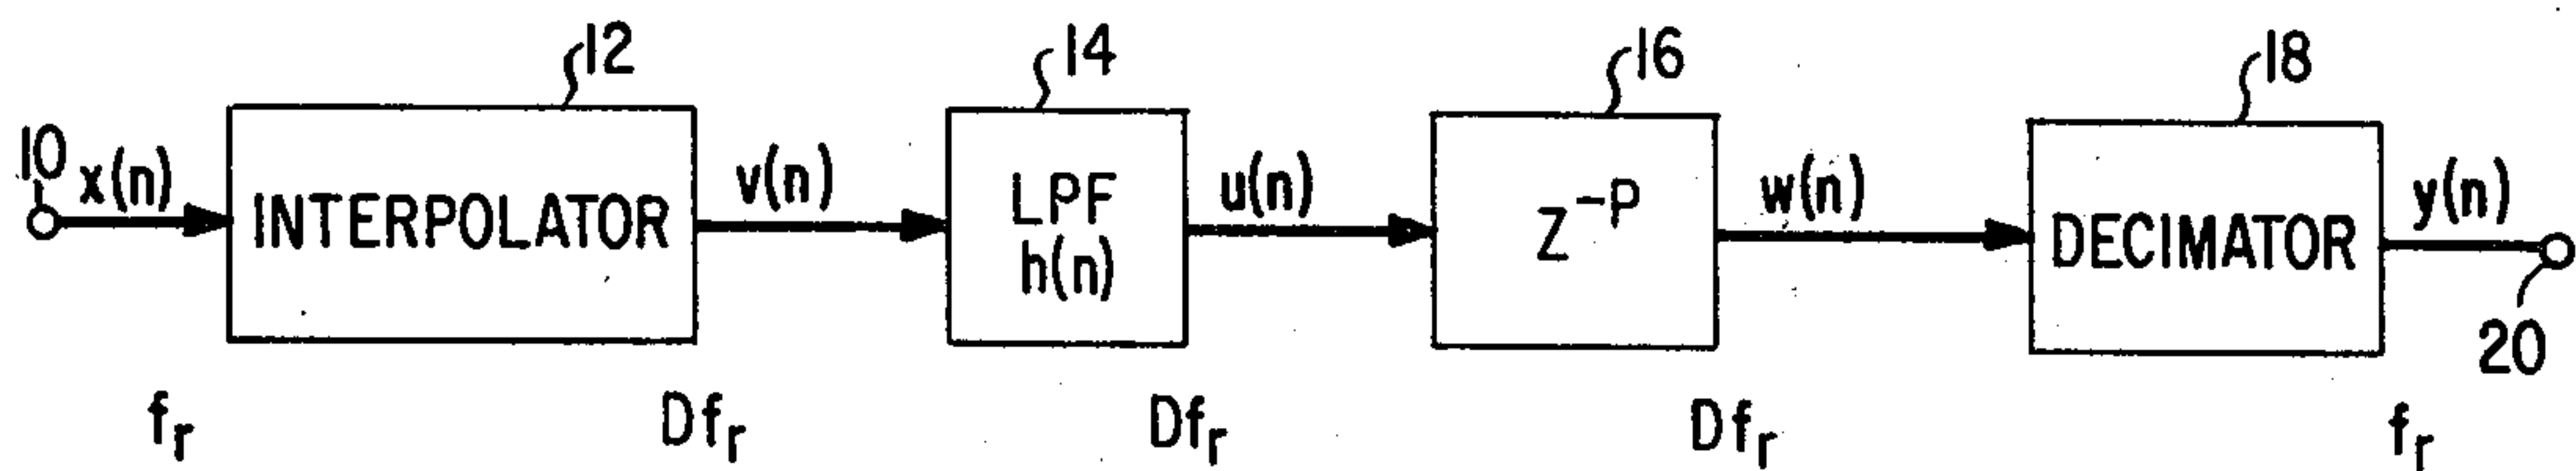 12 14 16 18
10 x(n) v(n) u(n) w(n) y(n)
INTERPOLATOR
LPF
h(n)
Z^-P
DECIMATOR
20
f_r Df_r Df_r Df_r f_r